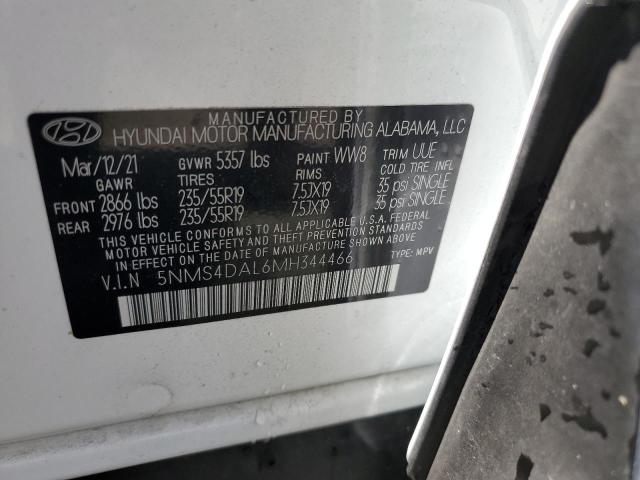 MANUFACTURED BY
HYUNDAI MOTOR MANUFACTURING ALABAMA, LLC
Mar/12/21 GVWR 5357 lbs PAINT WW8 TRIM UUE
GAWR TIRES RIMS COLD TIRE INFL
FRONT 2866 lbs 235/55R19 7.5JX19 35 psi SINGLE
REAR 2976 lbs 235/55R19 7.5JX19 35 psi SINGLE
THIS VEHICLE CONFORMS TO ALL APPLICABLE U.S.A. FEDERAL
MOTOR VEHICLE SAFETY, BUMPER, AND THEFT PREVENTION STANDARDS
IN EFFECT ON THE DATE OF MANUFACTURE SHOWN ABOVE.
V.I.N 5NMS4DAL6MH344466 TYPE: MPV